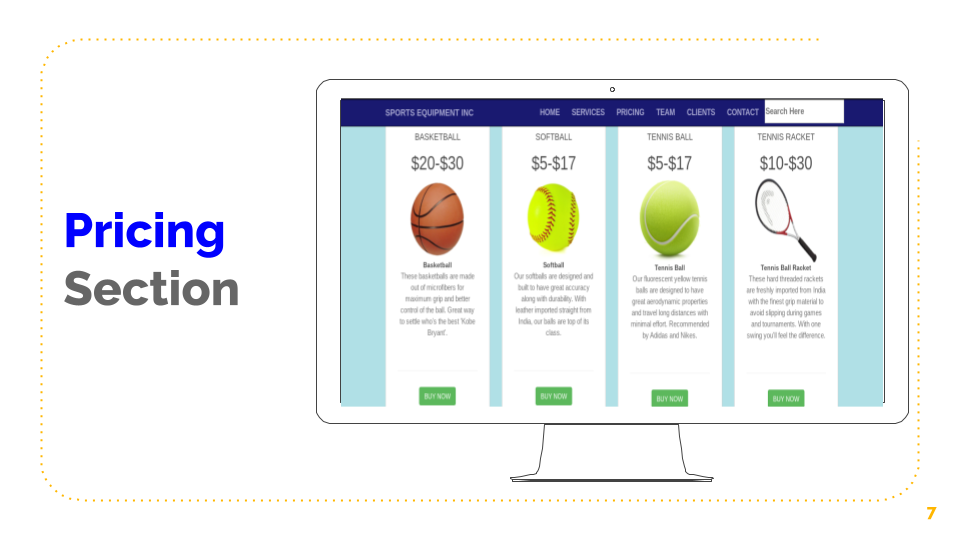 Pricing
Section
SPORTS EQUIPMENT INC
HOME SERVICES PRICING TEAM CLIENTS CONTACT Search Here
BASKETBALL
$20-$30
Basketball
These basketballs are made
out of microfibers for
maximum grip and better
control of the ball. Great way
to settle who's the best 'Kobe
Bryant'.
BUY NOW
SOFTBALL
$5-$17
Softball
Our softballs are designed and
built to have great accuracy
along with durability. With
leather imported straight from
India, our balls are top of its
class.
BUY NOW
TENNIS BALL
$5-$17
Tennis Ball
Our fluorescent yellow tennis
balls are designed to have
great aerodynamic properties
and travel long distances with
minimal effort. Recommended
by Adidas and Nikes.
BUY NOW
TENNIS RACKET
$10-$30
Tennis Ball Racket
These hard threaded rackets
are freshly imported from India
with the finest grip material to
avoid slipping during games
and tournaments. With one
swing you'll feel the difference.
BUY NOW
7